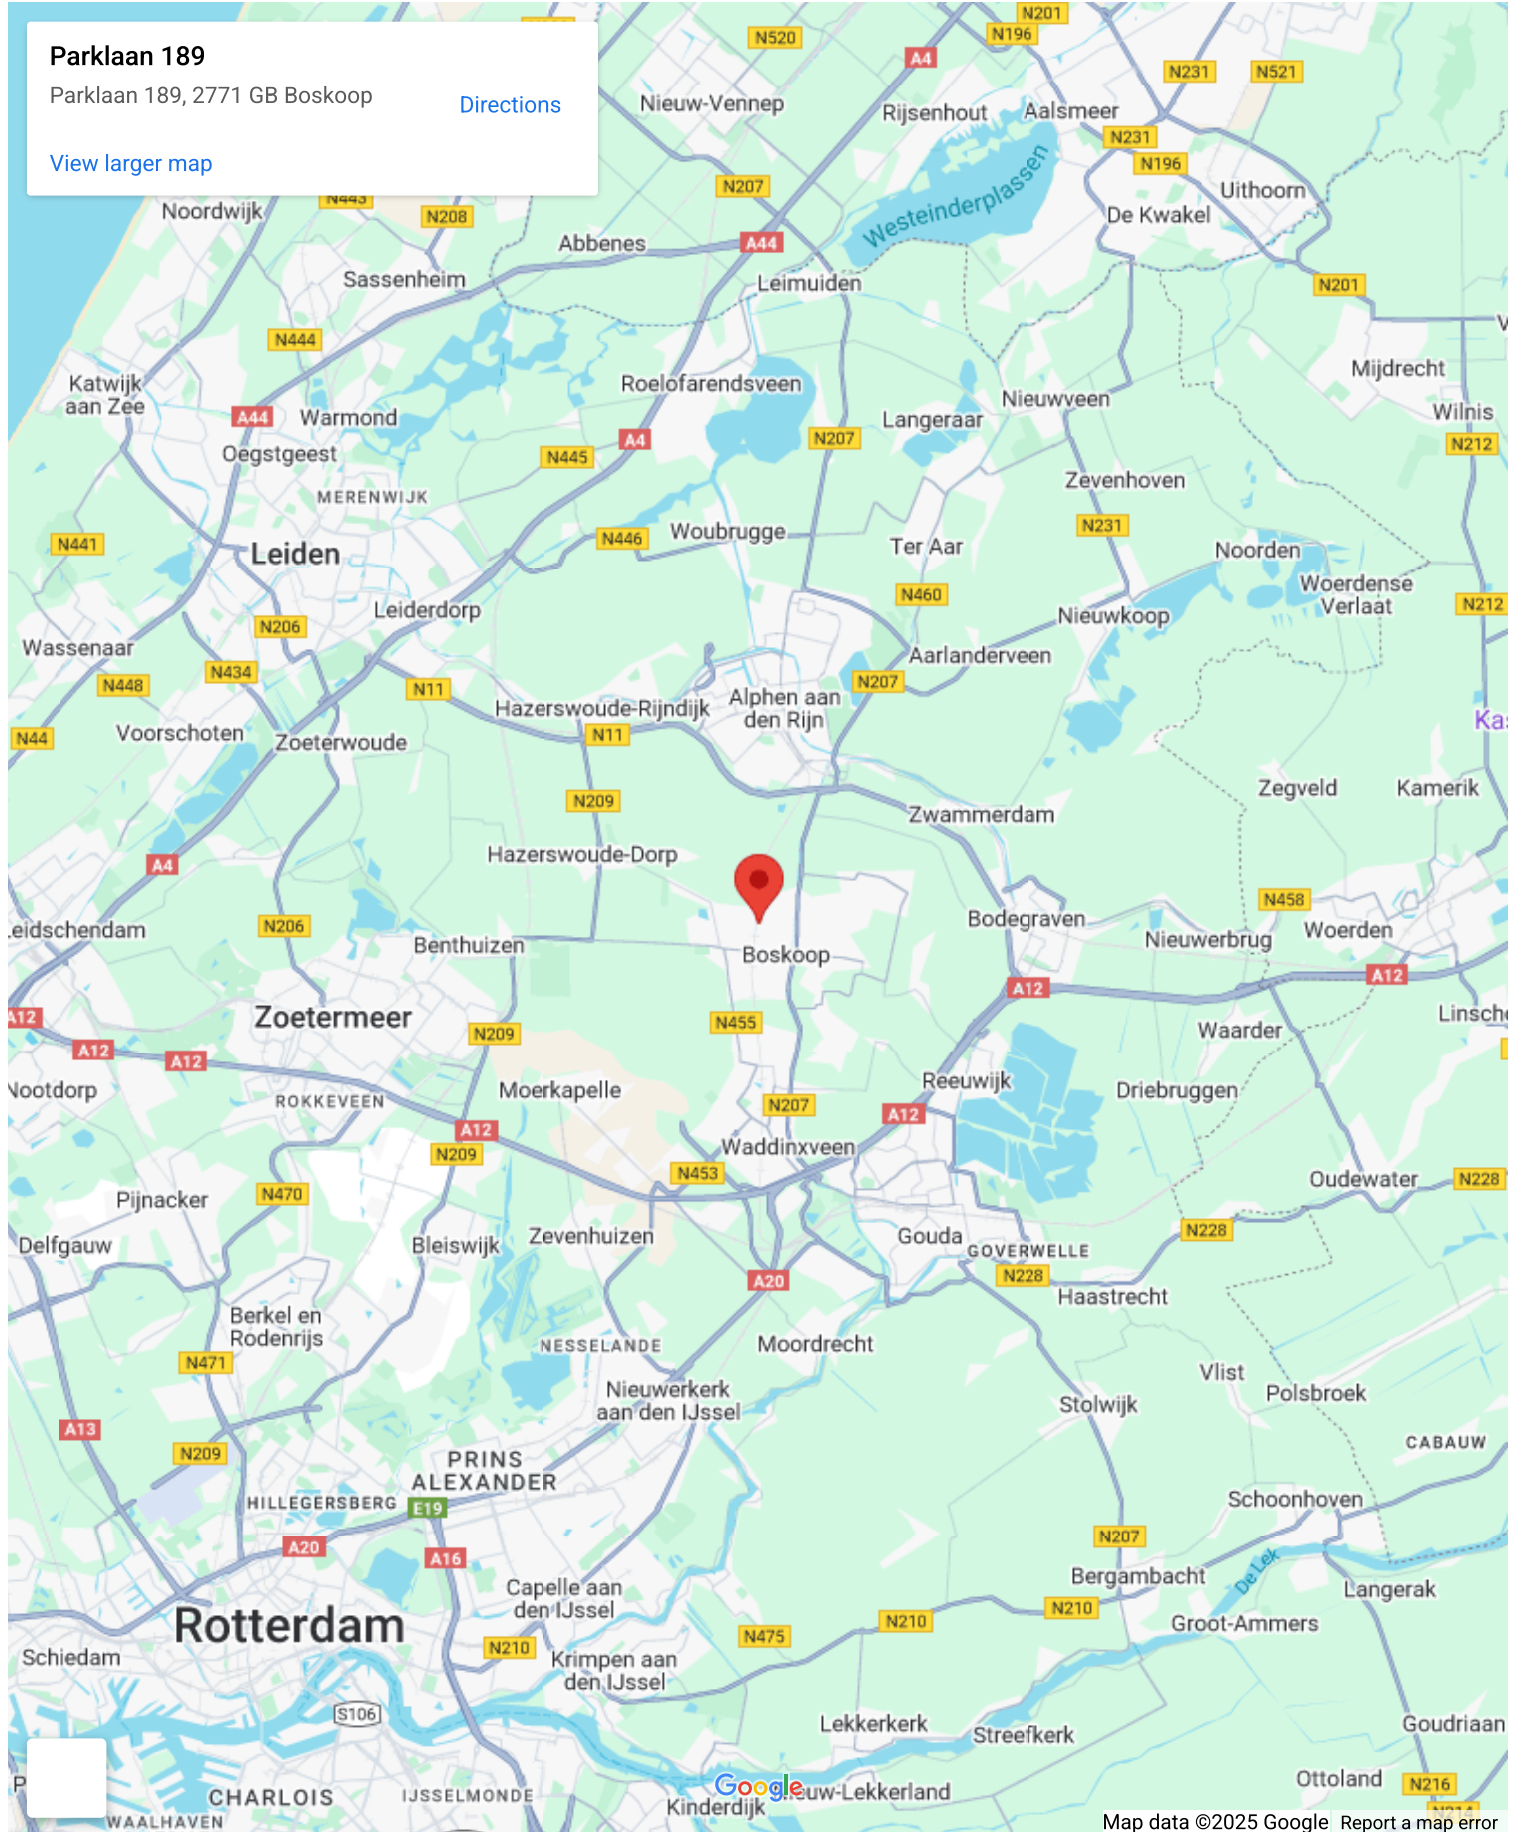 Parklaan 189
Parklaan 189, 2771 GB Boskoop
Directions
View larger map
N201
N196
N520
A4
N231
N521
Nieuw-Vennep
Rijsenhout
Aalsmeer
N231
N196
Westeinderplassen
N207
Uithoorn
De Kwakel
Noordwijk
N443
N208
Abbenes
A44
Sassenheim
Leimuiden
N201
N444
Mijdrecht
Katwijk
aan Zee
Roelofarendsveen
Nieuwveen
A44
Warmond
Langeraar
Wilnis
A4
N207
N212
Oegstgeest
N445
Zevenhoven
MERENWIJK
N231
N441
Leiden
N446
Woubrugge
Ter Aar
Noorden
Woerdense
Verlaat
N460
N212
Leiderdorp
Nieuwkoop
N206
Wassenaar
Aarlanderveen
N434
N448
N11
N207
Alphen aan
den Rijn
Hazerswoude-Rijndijk
N44
Voorschoten
Zoeterwoude
N11
Kas
Zegveld
Kamerik
N209
Zwammerdam
Hazerswoude-Dorp
A4
N458
Bodegraven
Nieuwerbrug
Woerden
Leidschendam
N206
Benthuizen
Boskoop
A12
A12
A12
Zoetermeer
N455
Linscho
N209
Waarder
A12
A12
Nootdorp
Moerkapelle
Reeuwijk
Driebruggen
ROKKEVEEN
N207
A12
A12
N209
Waddinxveen
N453
Oudewater
N228
Pijnacker
N470
Delfgauw
Bleiswijk
Zevenhuizen
Gouda
GOVERWELLE
N228
A20
N228
Haastrecht
Berkel en
Rodenrijs
NESSELANDE
Moordrecht
N471
Vlist
Polsbroek
Nieuwerkerk
aan den IJssel
Stolwijk
A13
CABAUW
N209
PRINS
ALEXANDER
HILLEGERSBERG
E19
Schoonhoven
A20
A16
N207
De Lek
Bergambacht
Langerak
Capelle aan
den IJssel
Rotterdam
N210
N210
Groot-Ammers
N475
N210
Schiedam
Krimpen aan
den IJssel
S106
Lekkerkerk
Streefkerk
Goudriaan
CHARLOIS
IJSSELMONDE
Google
Nieuw-Lekkerland
Ottoland
N216
Kinderdijk
WAALHAVEN
N214
Map data ©2025 Google
Report a map error